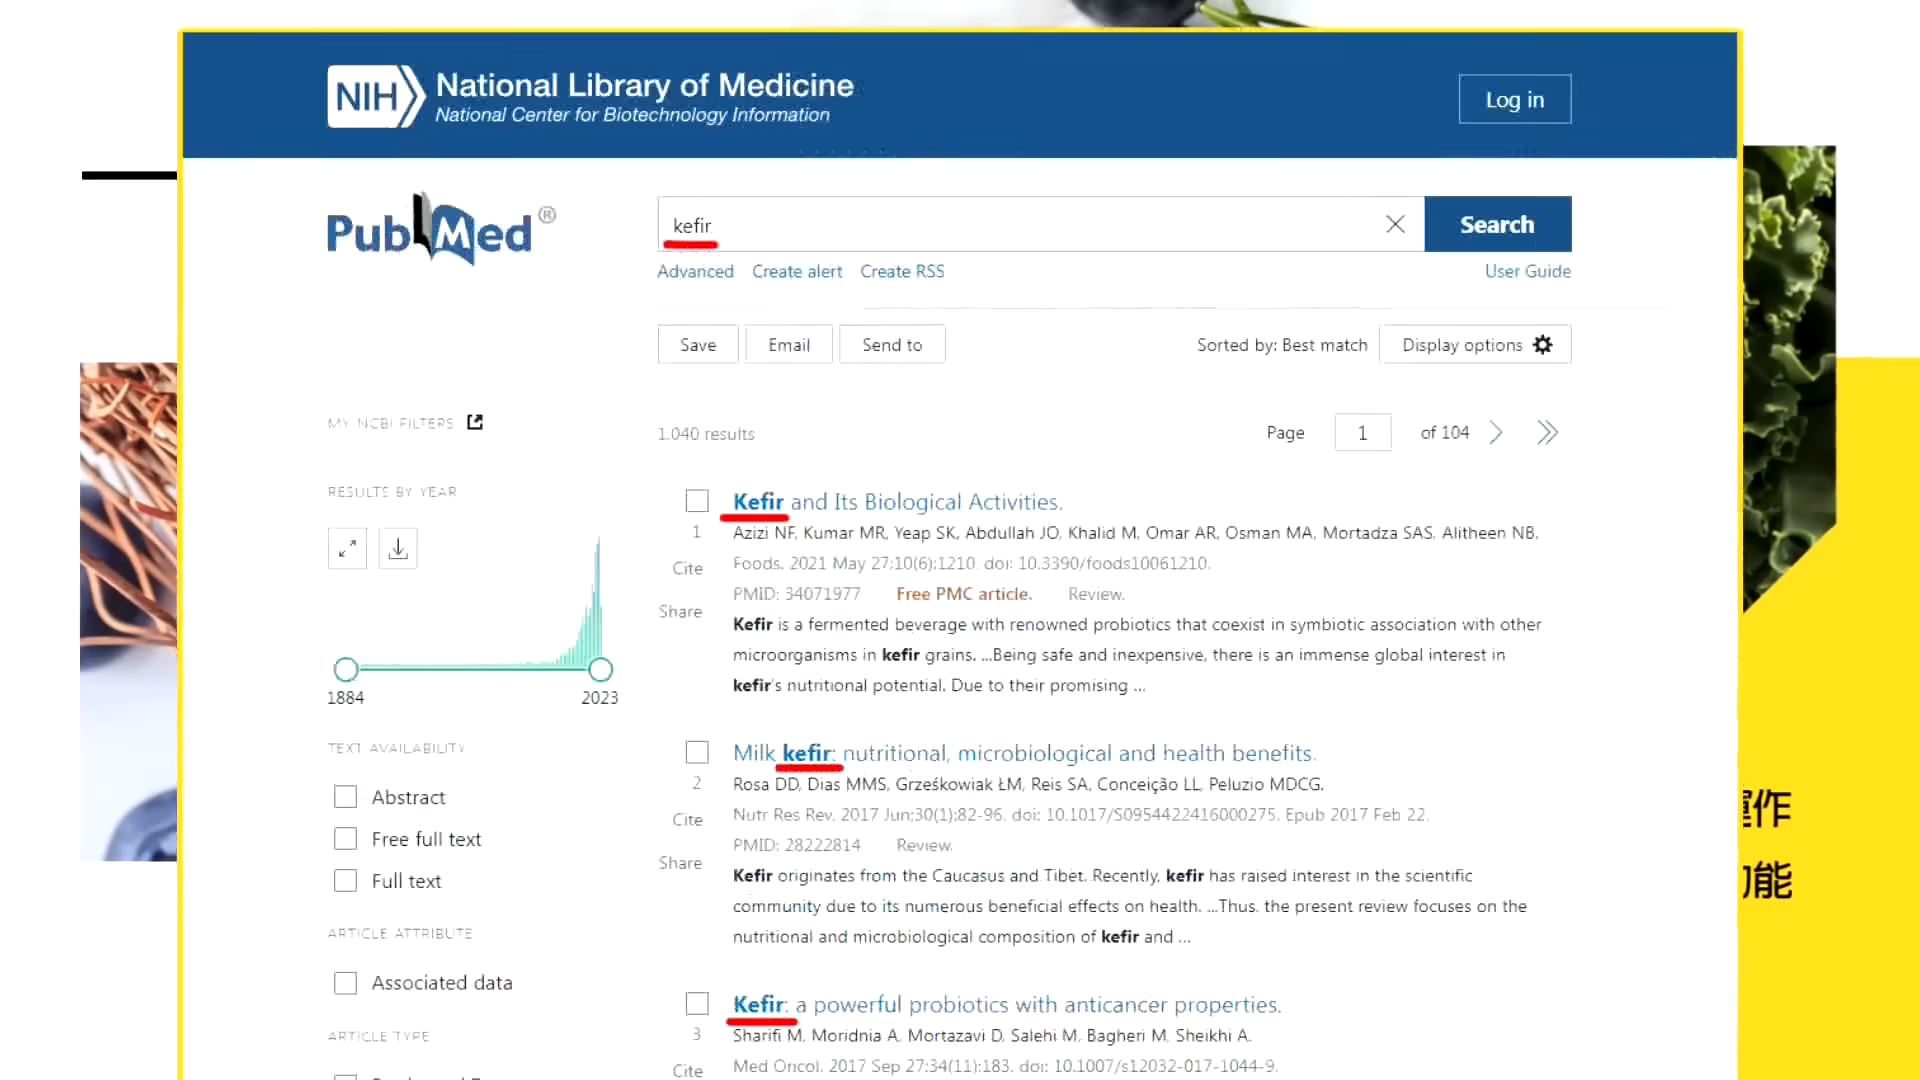 NIH National Library of Medicine
National Center for Biotechnology Information
Log in
PubMed®
kefir
Search
Advanced Create alert Create RSS
User Guide
Save Email Send to
Sorted by: Best match
Display options
MY NCBI FILTERS
1.040 results
Page 1 of 104
RESULTS BY YEAR
1884 2023
TEXT AVAILABILITY
Abstract
Free full text
Full text
ARTICLE ATTRIBUTE
Associated data
ARTICLE TYPE
Kefir and Its Biological Activities.
1
Azizi NF, Kumar MR, Yeap SK, Abdullah JO, Khalid M, Omar AR, Osman MA, Mortadza SAS, Alitheen NB.
Cite
Foods. 2021 May 27;10(6):1210. doi: 10.3390/foods10061210.
PMID: 34071977 Free PMC article. Review.
Share
Kefir is a fermented beverage with renowned probiotics that coexist in symbiotic association with other
microorganisms in kefir grains. ...Being safe and inexpensive, there is an immense global interest in
kefir's nutritional potential. Due to their promising ...
Milk kefir: nutritional, microbiological and health benefits.
2
Rosa DD, Dias MMS, Grześkowiak ŁM, Reis SA, Conceição LL, Peluzio MDCG.
Cite
Nutr Res Rev. 2017 Jun;30(1):82-96. doi: 10.1017/S0954422416000275. Epub 2017 Feb 22.
PMID: 28222814 Review.
Share
Kefir originates from the Caucasus and Tibet. Recently, kefir has raised interest in the scientific
community due to its numerous beneficial effects on health. ...Thus, the present review focuses on the
nutritional and microbiological composition of kefir and ...
Kefir: a powerful probiotics with anticancer properties.
3
Sharifi M, Moridnia A, Mortazavi D, Salehi M, Bagheri M, Sheikhi A.
Cite
Med Oncol. 2017 Sep 27;34(11):183. doi: 10.1007/s12032-017-1044-9.
作
能